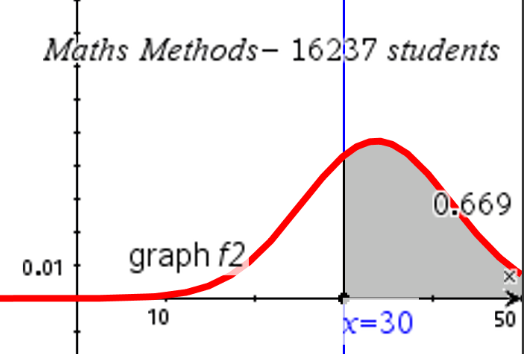 Maths Methods– 16237 students
0.669
graph f2
0.01
10
x=30
50
x